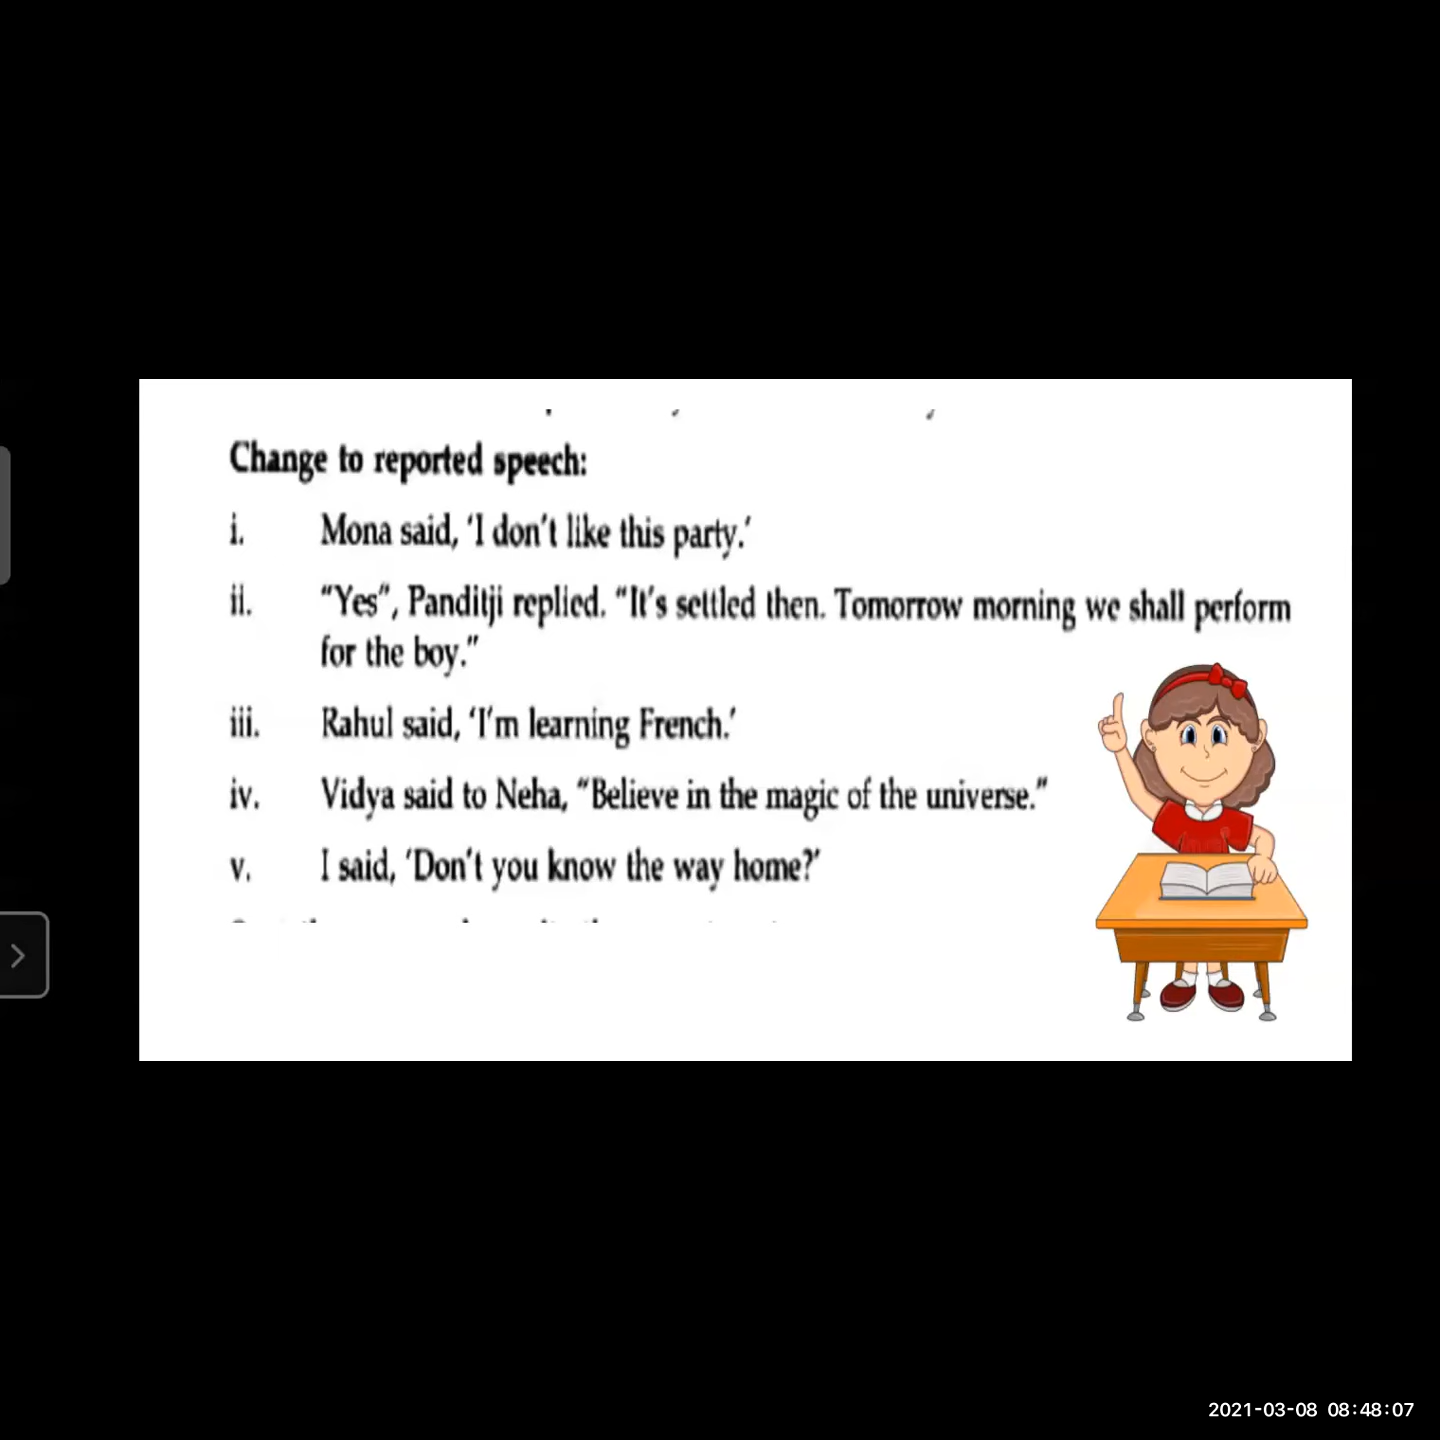 Change to reported speech:
i. Mona said, ‘I don’t like this party.’
ii. “Yes”, Panditji replied. “It’s settled then. Tomorrow morning we shall perform
for the boy.”
iii. Rahul said, ‘I’m learning French.’
iv. Vidya said to Neha, “Believe in the magic of the universe.”
v. I said, ‘Don’t you know the way home?’
2021-03-08 08:48:07